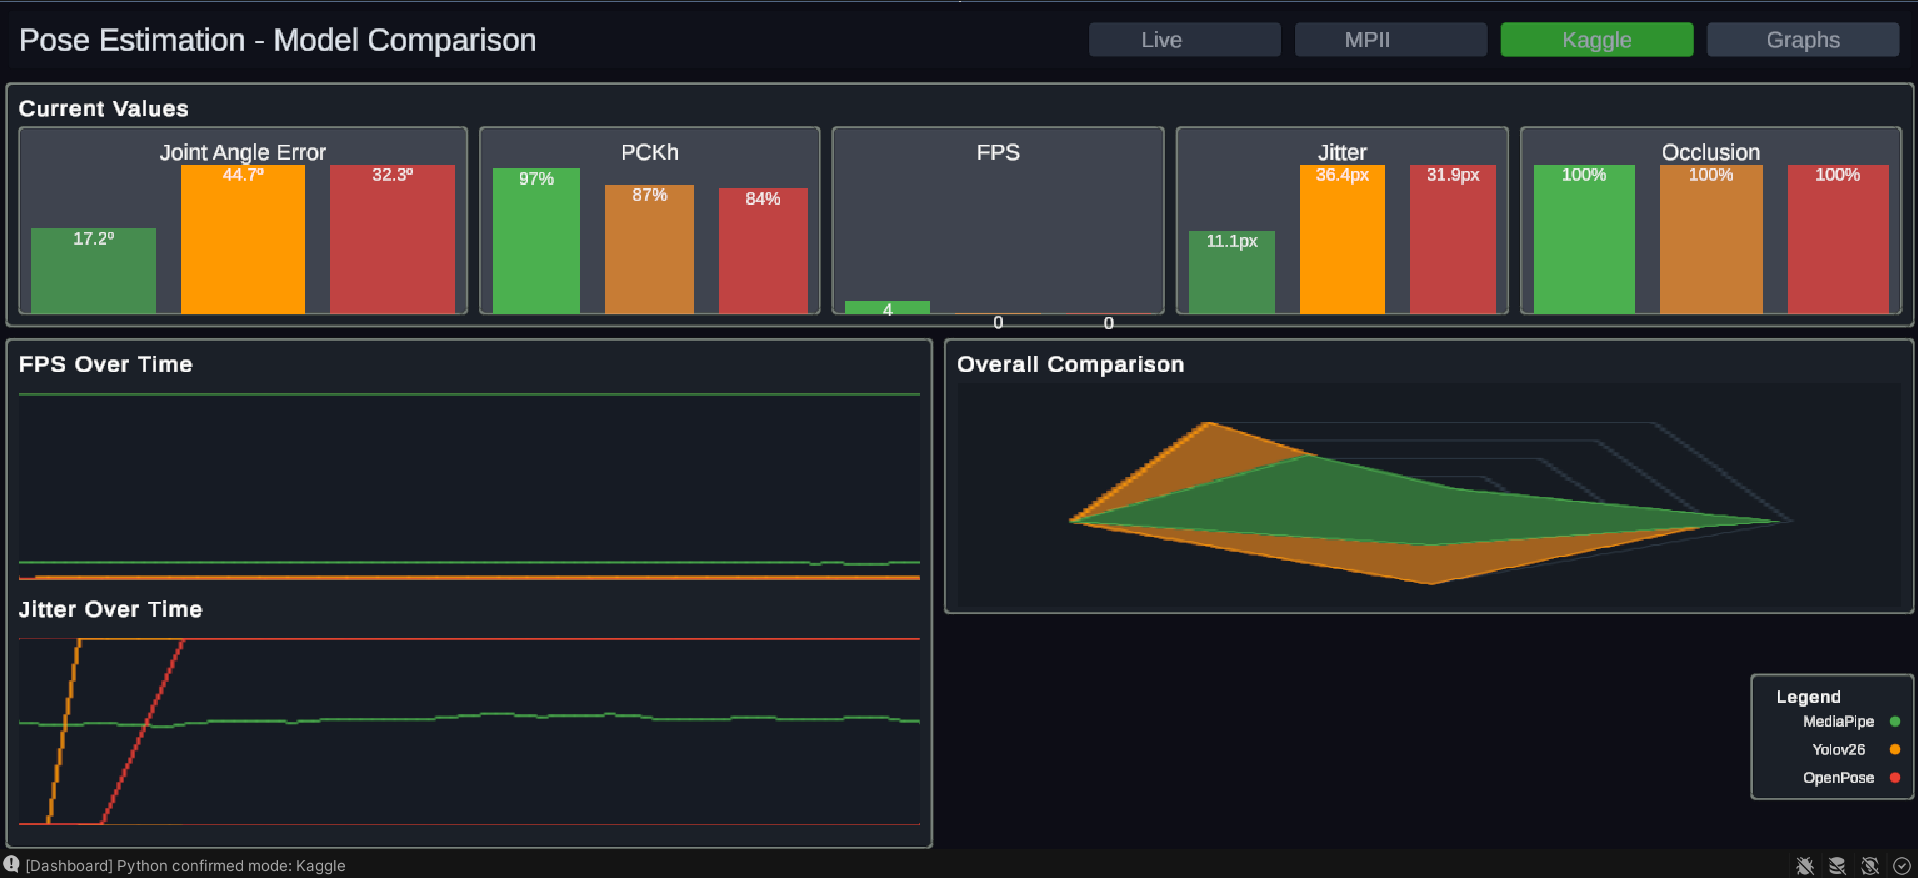 Pose Estimation - Model Comparison
Live
MPII
Kaggle
Graphs
Current Values
Joint Angle Error
17.2º
44.7º
32.3º
PCKh
97%
87%
84%
FPS
4
0
0
Jitter
11.1px
36.4px
31.9px
Occlusion
100%
100%
100%
FPS Over Time
Jitter Over Time
Overall Comparison
Legend
MediaPipe
Yolov26
OpenPose
[Dashboard] Python confirmed mode: Kaggle